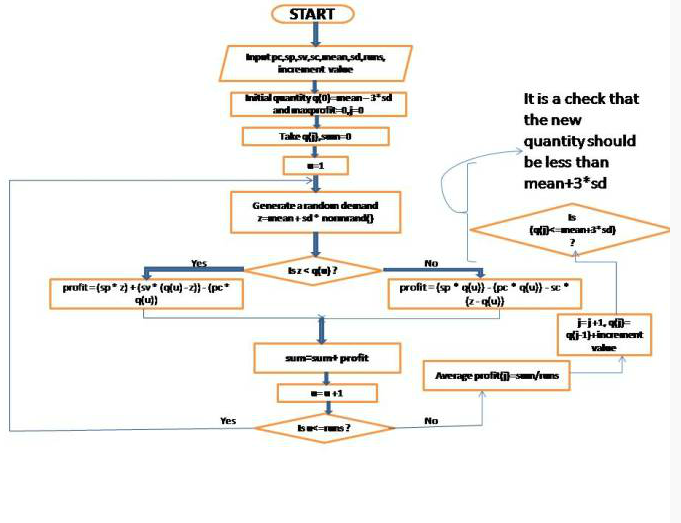 START
Input pc,sp,sv,sc,mean,sd,runs,
increment value
Initial quantity q(0)=mean-3*sd
and maxprofit=0,j=0
Take q(j),sum=0
u=1
Generate a random demand
z=mean+sd* normrand()
Is z < q(u) ?
Yes
No
profit=(sp * z) +(sv* (q(u)-z))-(pc *
q(u))
profit=(sp * q(u)) - (pc * q(u)) - sc *
(z - q(u))
sum=sum+ profit
u= u +1
Is u<=runs ?
Yes
No
Average profit(j)=sum/runs
j=j+1, q(j)=
q(j-1)+increment
value
Is
(q(j)<=mean+3*sd)
?
It is a check that
the new
quantity should
be less than
mean+3*sd